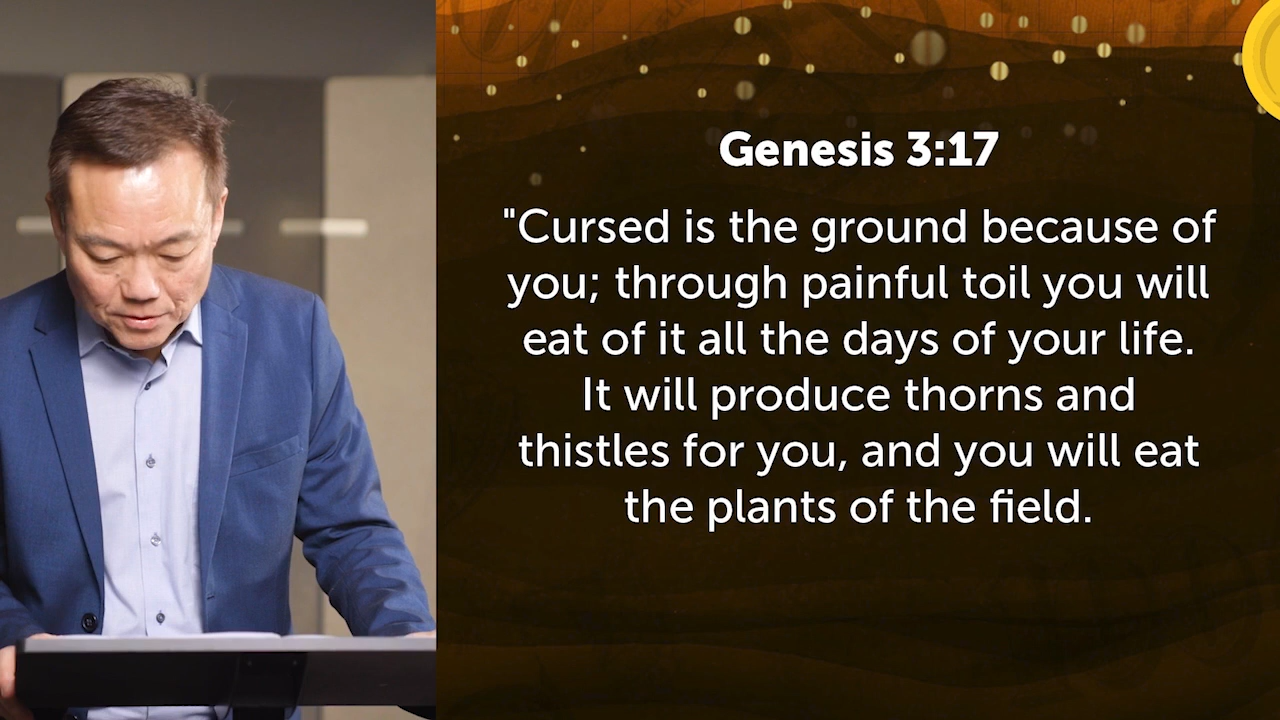 Genesis 3:17
"Cursed is the ground because of
you; through painful toil you will
eat of it all the days of your life.
It will produce thorns and
thistles for you, and you will eat
the plants of the field.